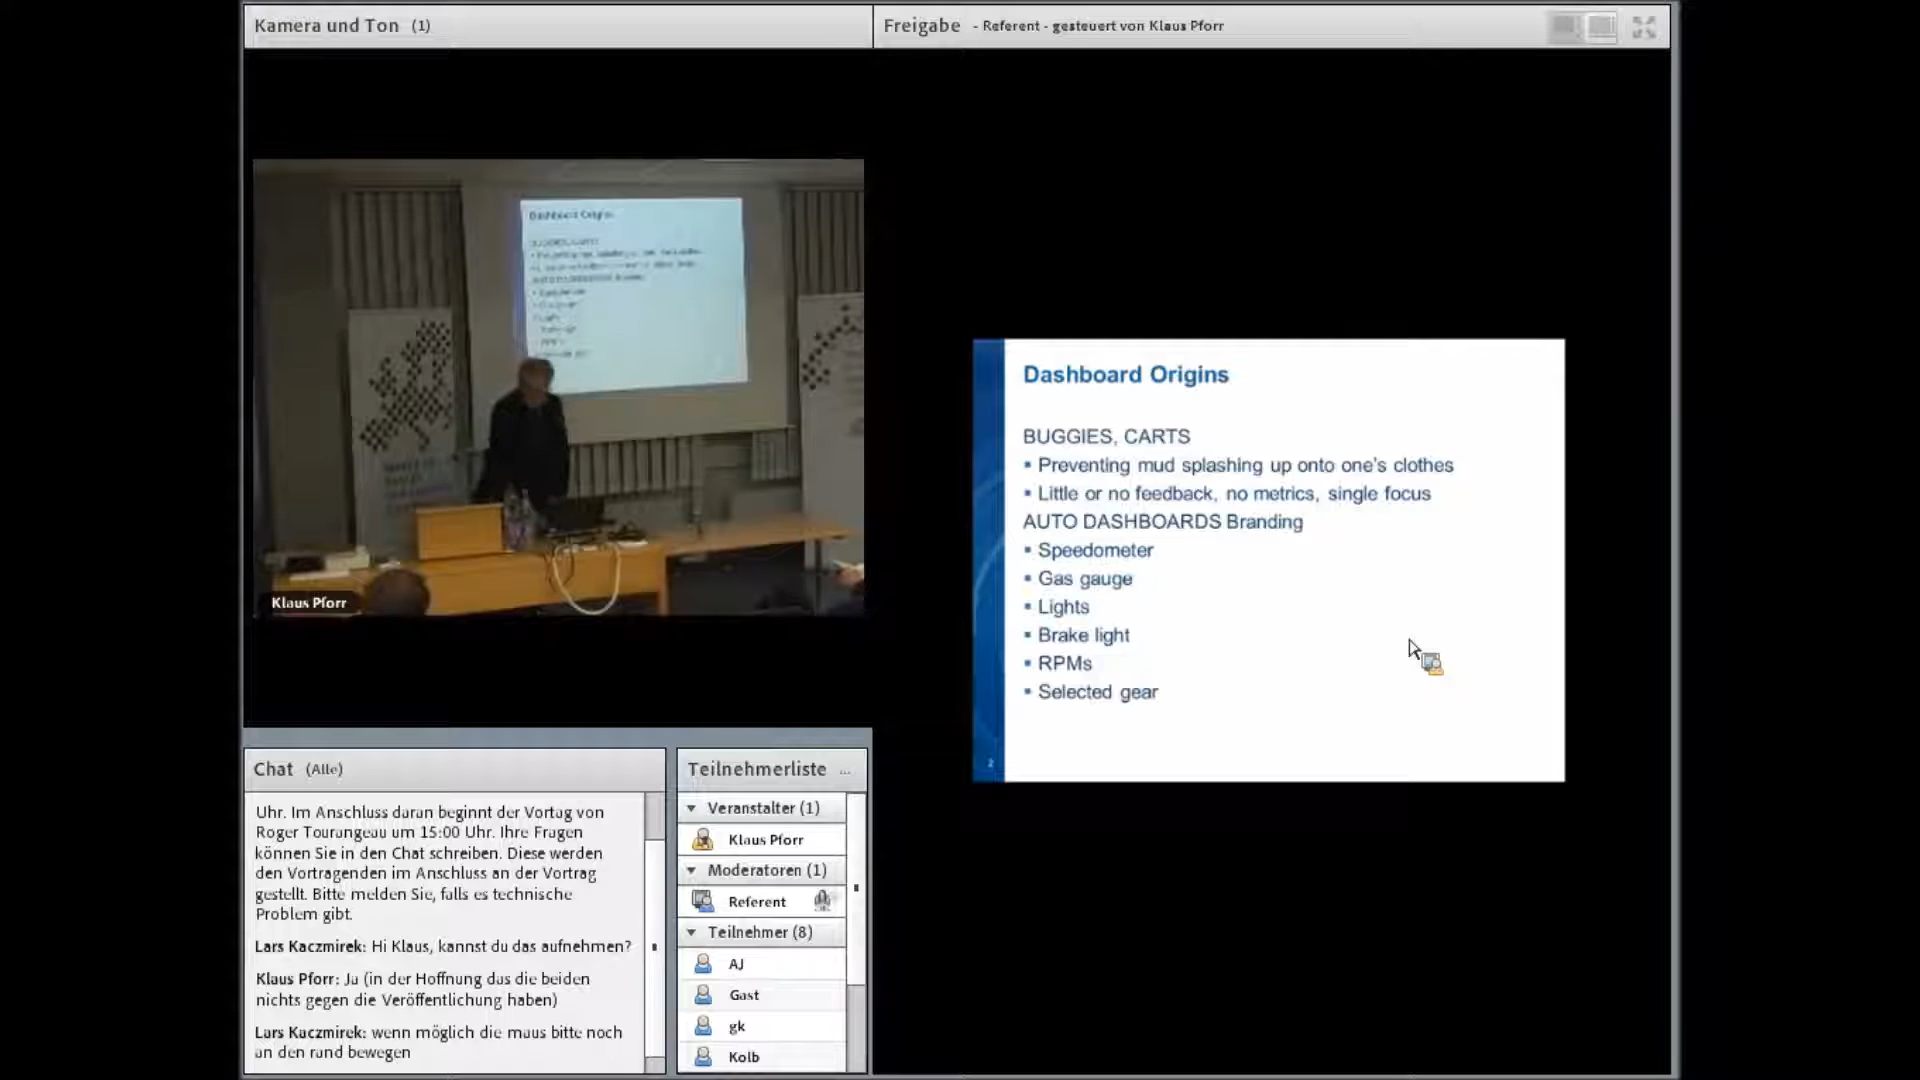 Kamera und Ton (1)
Freigabe - Referent - gesteuert von Klaus Pforr
Dashboard Origins
Klaus Pforr
Dashboard Origins
BUGGIES, CARTS
▪ Preventing mud splashing up onto one's clothes
▪ Little or no feedback, no metrics, single focus
AUTO DASHBOARDS Branding
▪ Speedometer
▪ Gas gauge
▪ Lights
▪ Brake light
▪ RPMs
▪ Selected gear
2
Chat (Alle)
Uhr. Im Anschluss daran beginnt der Vortag von
Roger Tourangeau um 15:00 Uhr. Ihre Fragen
können Sie in den Chat schreiben. Diese werden
den Vortragenden im Anschluss an der Vortrag
gestellt. Bitte melden Sie, falls es technische
Problem gibt.
Lars Kaczmirek: Hi Klaus, kannst du das aufnehmen?
Klaus Pforr: Ja (in der Hoffnung das die beiden
nichts gegen die Veröffentlichung haben)
Lars Kaczmirek: wenn möglich die maus bitte noch
an den rand bewegen
Teilnehmerliste ...
Veranstalter (1)
Klaus Pforr
Moderatoren (1)
Referent
Teilnehmer (8)
AJ
Gast
gk
Kolb